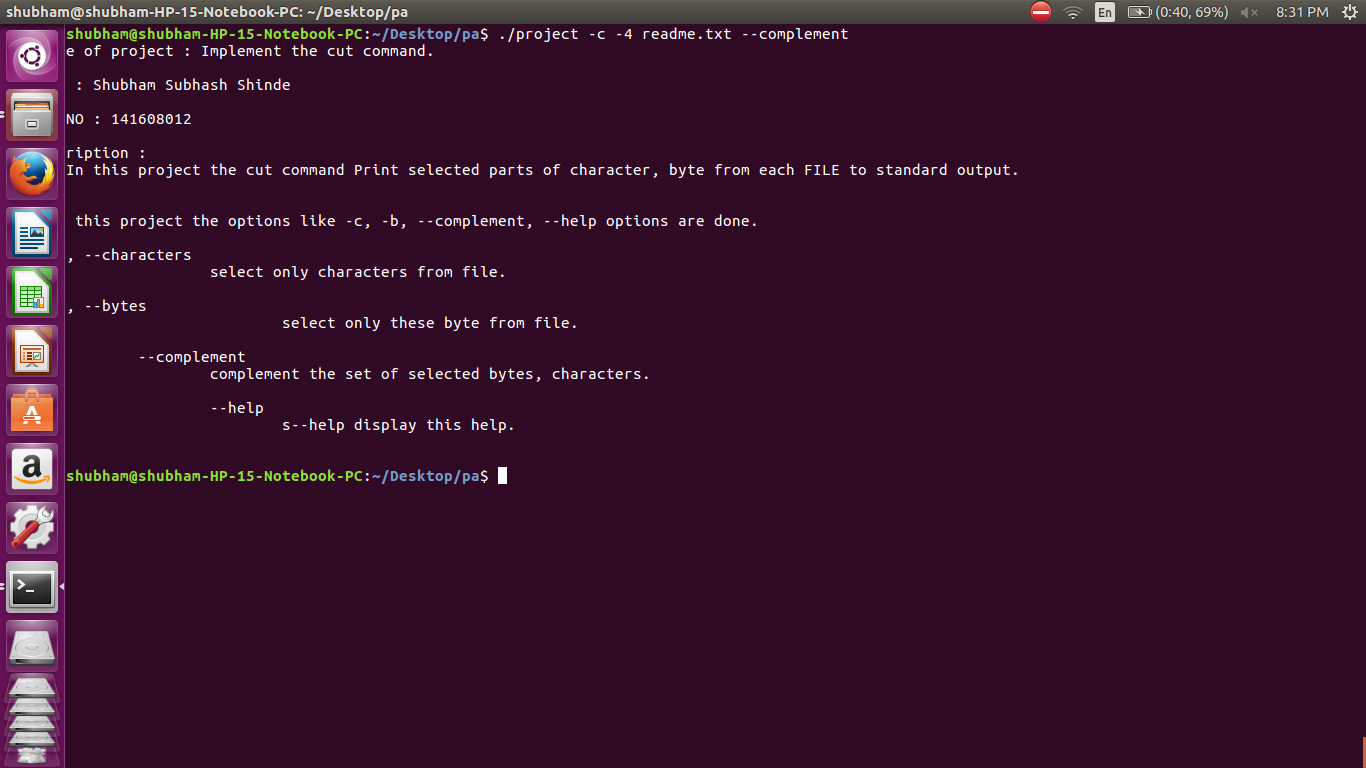 shubham@shubham-HP-15-Notebook-PC: ~/Desktop/pa En (0:40, 69%) 8:31 PM
shubham@shubham-HP-15-Notebook-PC:~/Desktop/pa$ ./project -c -4 readme.txt --complement
e of project : Implement the cut command.
: Shubham Subhash Shinde
NO : 141608012
ription :
In this project the cut command Print selected parts of character, byte from each FILE to standard output.
this project the options like -c, -b, --complement, --help options are done.
, --characters
select only characters from file.
, --bytes
select only these byte from file.
--complement
complement the set of selected bytes, characters.
--help
s--help display this help.
shubham@shubham-HP-15-Notebook-PC:~/Desktop/pa$